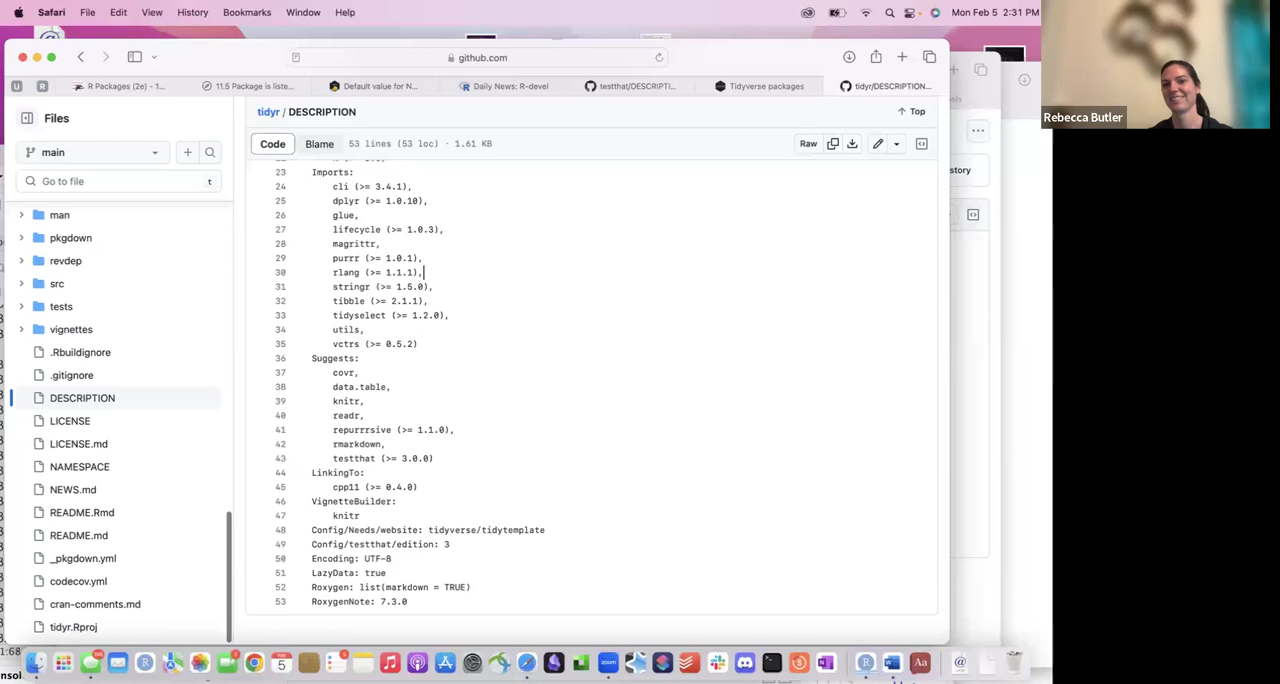 Safari File Edit View History Bookmarks Window Help
Mon Feb 5 2:31 PM
github.com
R Packages (2e) - 1...
11.5 Package is liste...
Default value for N...
Daily News: R-devel
testthat/DESCRIPTI...
Tidyverse packages
tidyr/DESCRIPTION...
Rebecca Butler
Files
tidyr / DESCRIPTION
Top
main
Code Blame 53 lines (53 loc) · 1.61 KB
Raw
Go to file t
story
man
pkgdown
revdep
src
tests
vignettes
.Rbuildignore
.gitignore
DESCRIPTION
LICENSE
LICENSE.md
NAMESPACE
NEWS.md
README.Rmd
README.md
_pkgdown.yml
codecov.yml
cran-comments.md
tidyr.Rproj
23 Imports:
24 cli (>= 3.4.1),
25 dplyr (>= 1.0.10),
26 glue,
27 lifecycle (>= 1.0.3),
28 magrittr,
29 purrr (>= 1.0.1),
30 rlang (>= 1.1.1),
31 stringr (>= 1.5.0),
32 tibble (>= 2.1.1),
33 tidyselect (>= 1.2.0),
34 utils,
35 vctrs (>= 0.5.2)
36 Suggests:
37 covr,
38 data.table,
39 knitr,
40 readr,
41 repurrrsive (>= 1.1.0),
42 rmarkdown,
43 testthat (>= 3.0.0)
44 LinkingTo:
45 cpp11 (>= 0.4.0)
46 VignetteBuilder:
47 knitr
48 Config/Needs/website: tidyverse/tidytemplate
49 Config/testthat/edition: 3
50 Encoding: UTF-8
51 LazyData: true
52 Roxygen: list(markdown = TRUE)
53 RoxygenNote: 7.3.0